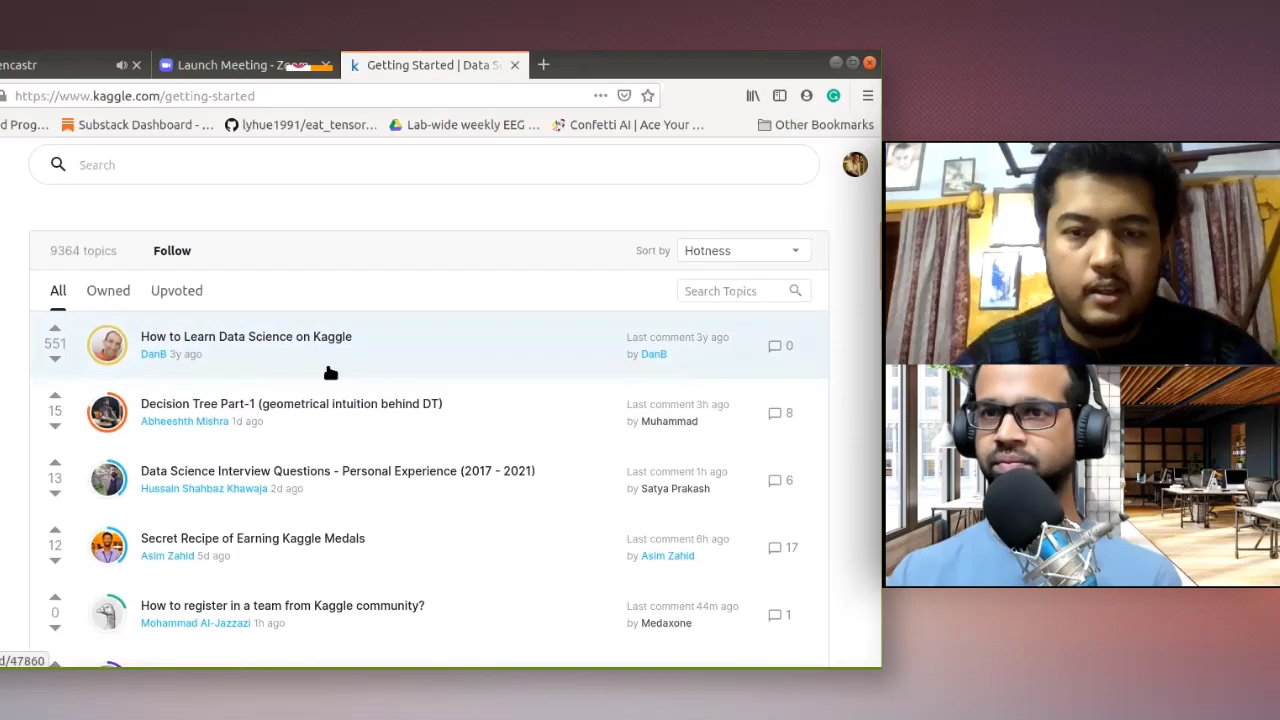 encastr
Launch Meeting - Zoom
Getting Started | Data S
https://www.kaggle.com/getting-started
d Prog...
Substack Dashboard - ...
lyhue1991/eat_tensor...
Lab-wide weekly EEG ...
Confetti AI | Ace Your ...
Other Bookmarks
Search
9364 topics
Follow
Sort by
Hotness
All
Owned
Upvoted
Search Topics
551
How to Learn Data Science on Kaggle
DanB 3y ago
Last comment 3y ago
by DanB
0
15
Decision Tree Part-1 (geometrical intuition behind DT)
Abheeshth Mishra 1d ago
Last comment 3h ago
by Muhammad
8
13
Data Science Interview Questions - Personal Experience (2017 - 2021)
Hussain Shahbaz Khawaja 2d ago
Last comment 1h ago
by Satya Prakash
6
12
Secret Recipe of Earning Kaggle Medals
Asim Zahid 5d ago
Last comment 6h ago
by Asim Zahid
17
0
How to register in a team from Kaggle community?
Mohammad Al-Jazzazi 1h ago
Last comment 44m ago
by Medaxone
1
d/47860